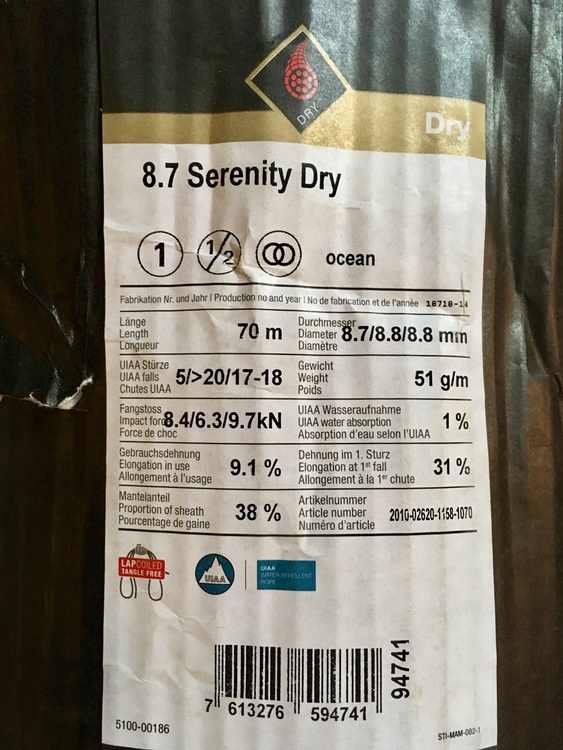 DRY
Dry
8.7 Serenity Dry
1 1/2 ocean
Fabrikation Nr. und Jahr | Production no and year | No de fabrication et de l'année 18718-14
Länge
Length
Longueur
70 m
Durchmesser
Diameter
Diamètre
8.7/8.8/8.8 mm
UIAA Stürze
UIAA falls
Chutes UIAA
5/>20/17-18
Gewicht
Weight
Poids
51 g/m
Fangstoss
Impact forc
Force de choc
8.4/6.3/9.7kN
UIAA Wasseraufnahme
UIAA water absorption
Absorption d'eau selon l'UIAA
1 %
Gebrauchsdehnung
Elongation in use
Allongement à l'usage
9.1 %
Dehnung im 1. Sturz
Elongation at 1st fall
Allongement à la 1er chute
31 %
Mantelanteil
Proportion of sheath
Pourcentage de gaine
38 %
Artikelnummer
Article number
Numéro d'article
2010-02620-1158-1070
LAPCOILED
TANGLE FREE
UIAA
UIAA
WATER REPELLENT
ROPE
94741
7 613276 594741
5100-00186
STI-MAM-082-1